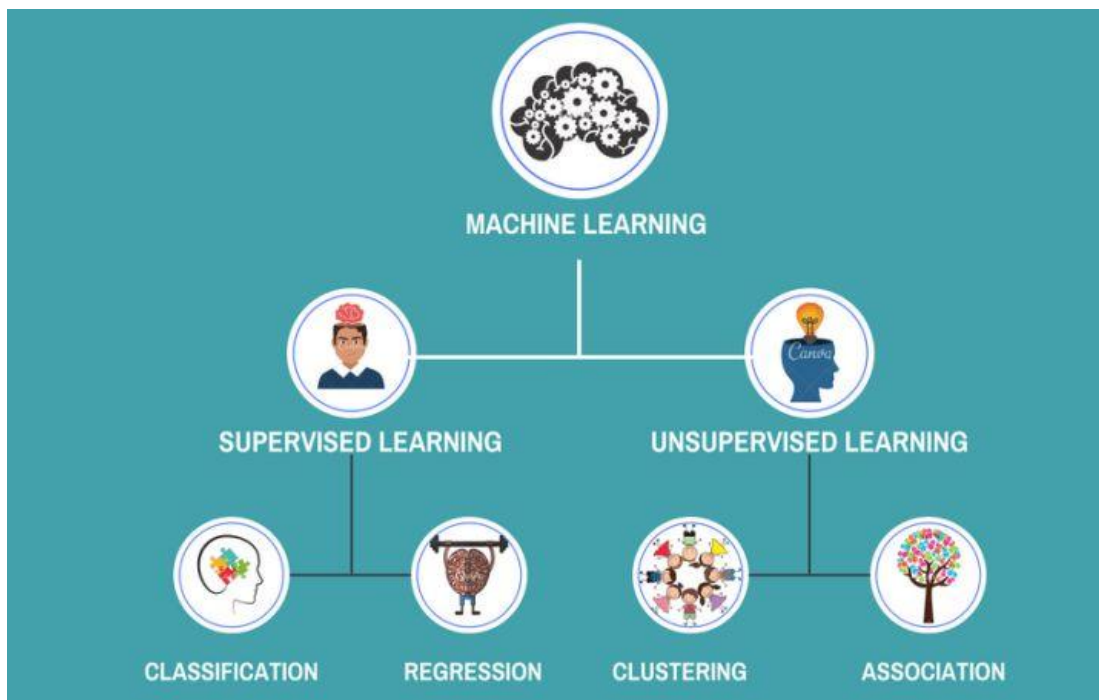 MACHINE LEARNING
Canva
SUPERVISED LEARNING
UNSUPERVISED LEARNING
CLASSIFICATION
REGRESSION
CLUSTERING
ASSOCIATION